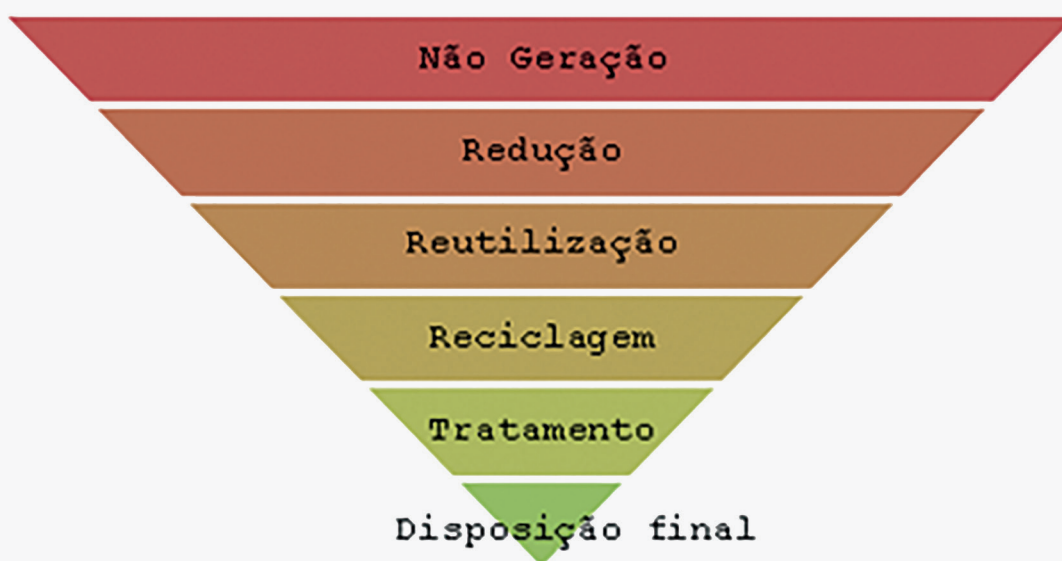 Não Geração
Redução
Reutilização
Reciclagem
Tratamento
Disposição final